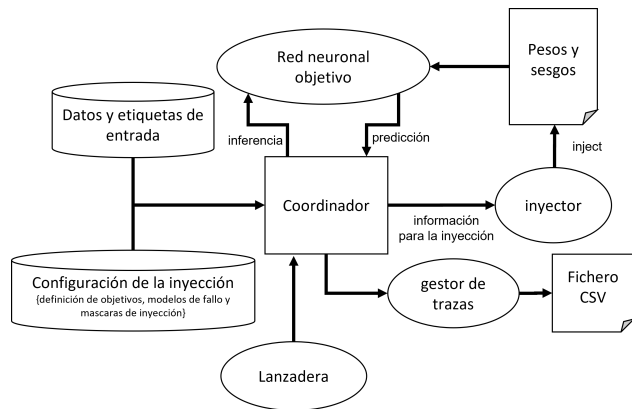 Red neuronal
objetivo
Pesos y
sesgos
Datos y etiquetas de
entrada
inferencia
predicción
inject
Coordinador
información
para la inyección
inyector
Configuración de la inyección
{definición de objetivos, modelos de fallo y
mascaras de inyección}
gestor de
trazas
Fichero
CSV
Lanzadera